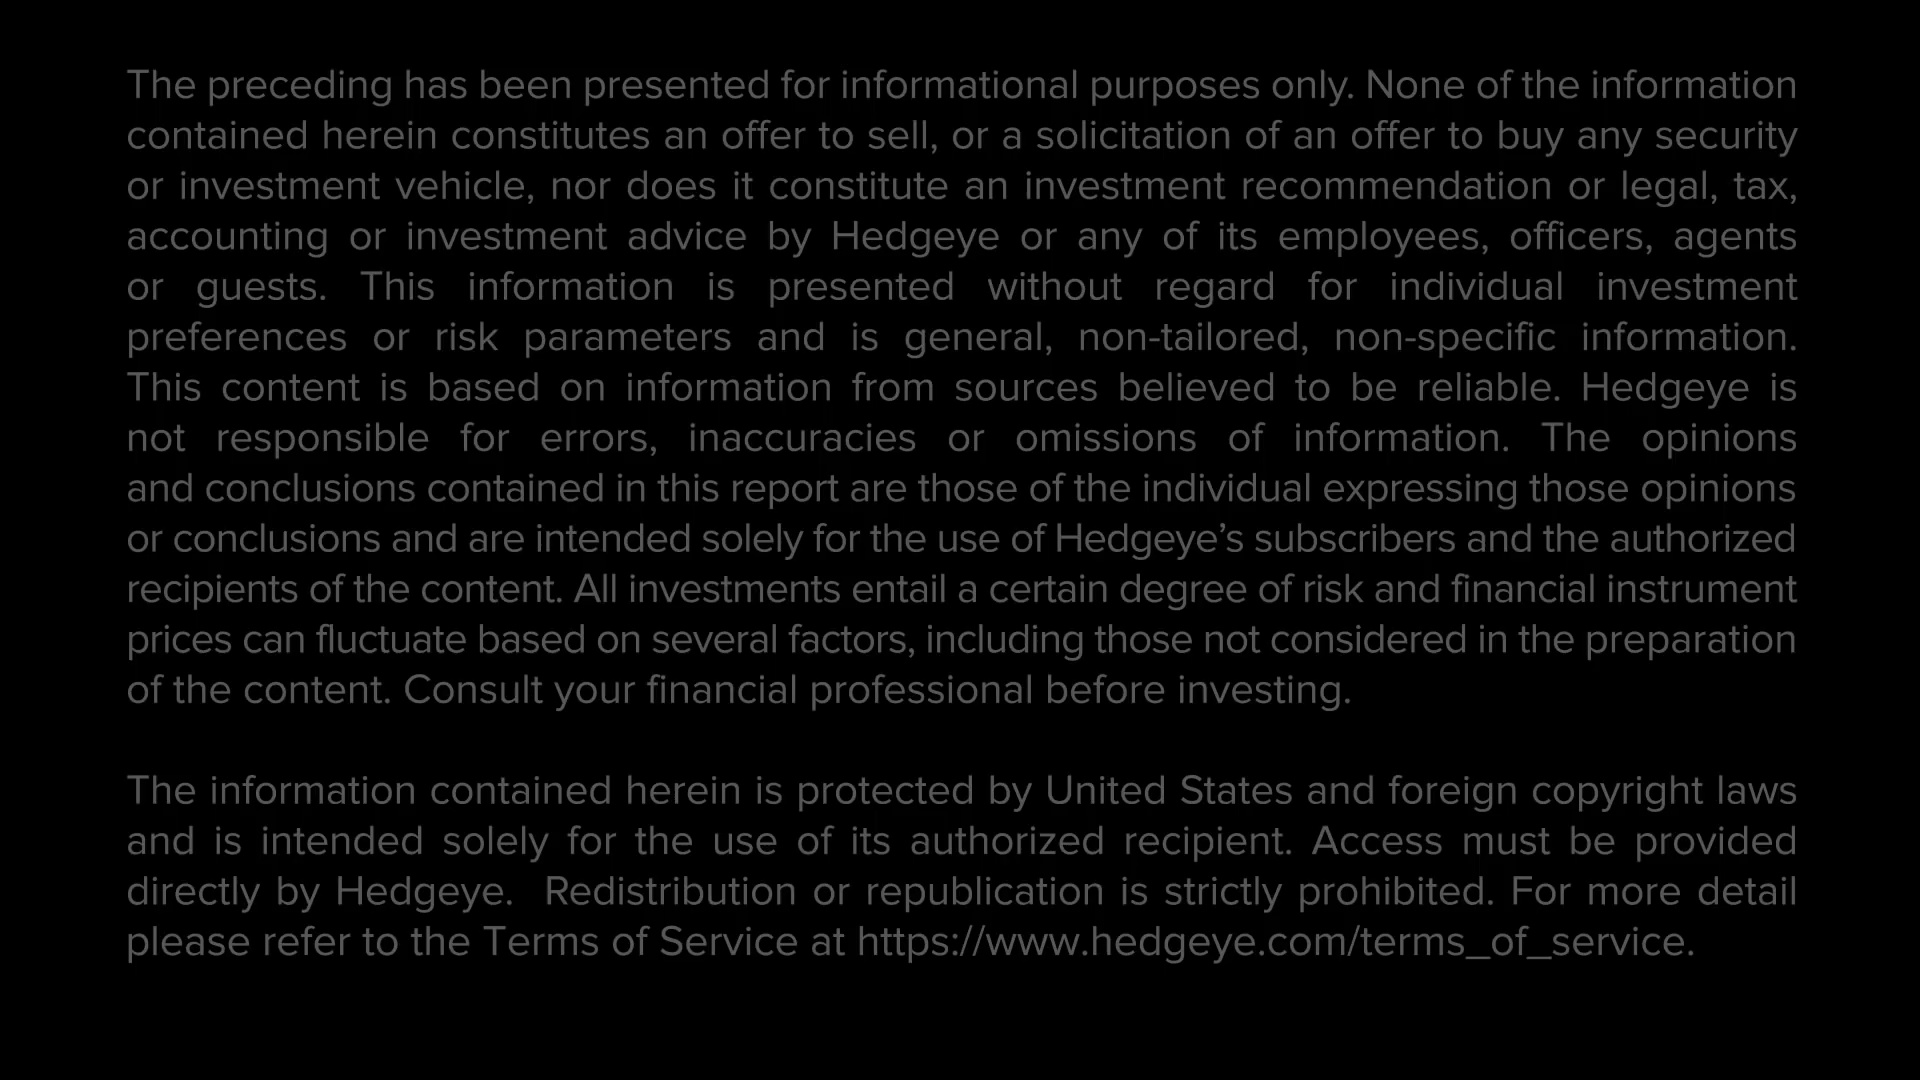 The preceding has been presented for informational purposes only. None of the information
contained herein constitutes an offer to sell, or a solicitation of an offer to buy any security
or investment vehicle, nor does it constitute an investment recommendation or legal, tax,
accounting or investment advice by Hedgeye or any of its employees, officers, agents
or guests. This information is presented without regard for individual investment
preferences or risk parameters and is general, non-tailored, non-specific information.
This content is based on information from sources believed to be reliable. Hedgeye is
not responsible for errors, inaccuracies or omissions of information. The opinions
and conclusions contained in this report are those of the individual expressing those opinions
or conclusions and are intended solely for the use of Hedgeye’s subscribers and the authorized
recipients of the content. All investments entail a certain degree of risk and financial instrument
prices can fluctuate based on several factors, including those not considered in the preparation
of the content. Consult your financial professional before investing.
The information contained herein is protected by United States and foreign copyright laws
and is intended solely for the use of its authorized recipient. Access must be provided
directly by Hedgeye.  Redistribution or republication is strictly prohibited. For more detail
please refer to the Terms of Service at https://www.hedgeye.com/terms_of_service.